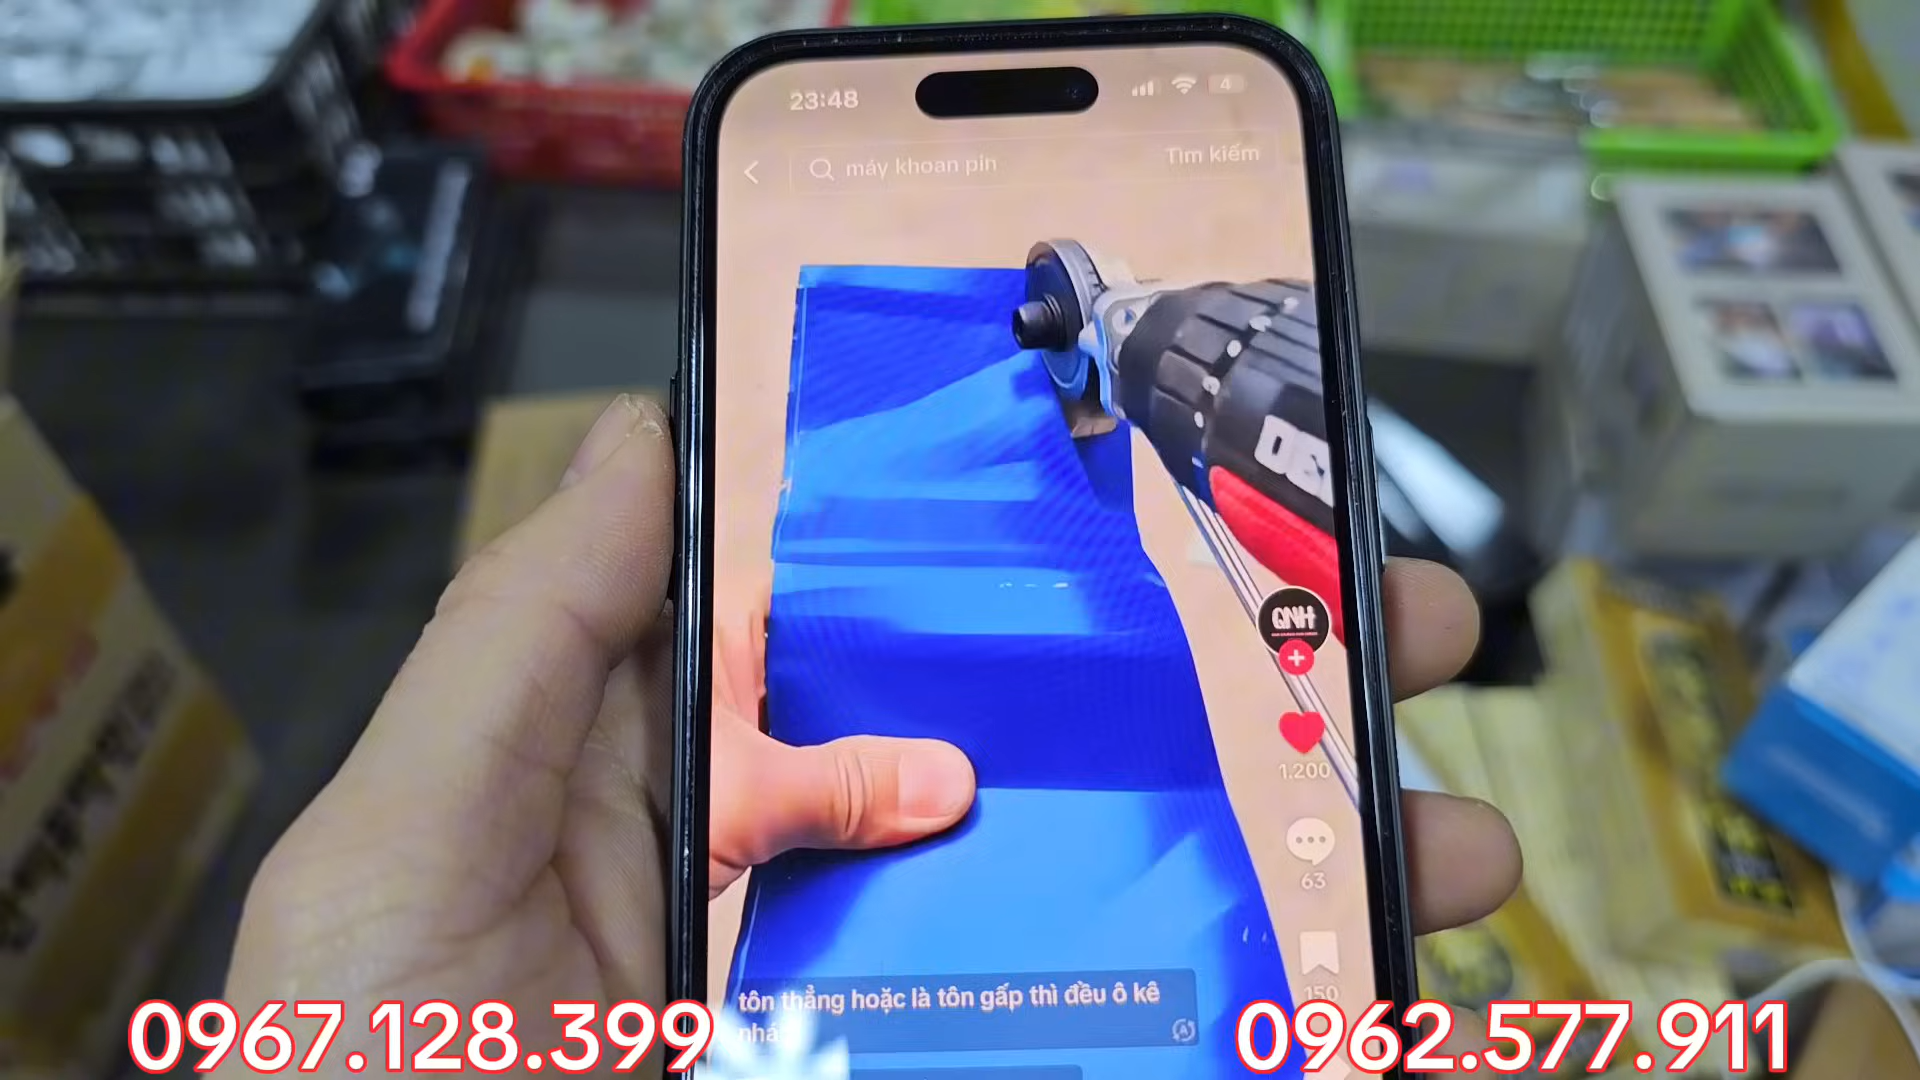 23:48
4
máy khoan pin
Tìm kiếm
QNH
1.200
63
150
tôn thẳng hoặc là tôn gấp thì đều ô kê
0967.128.399
0962.577.911